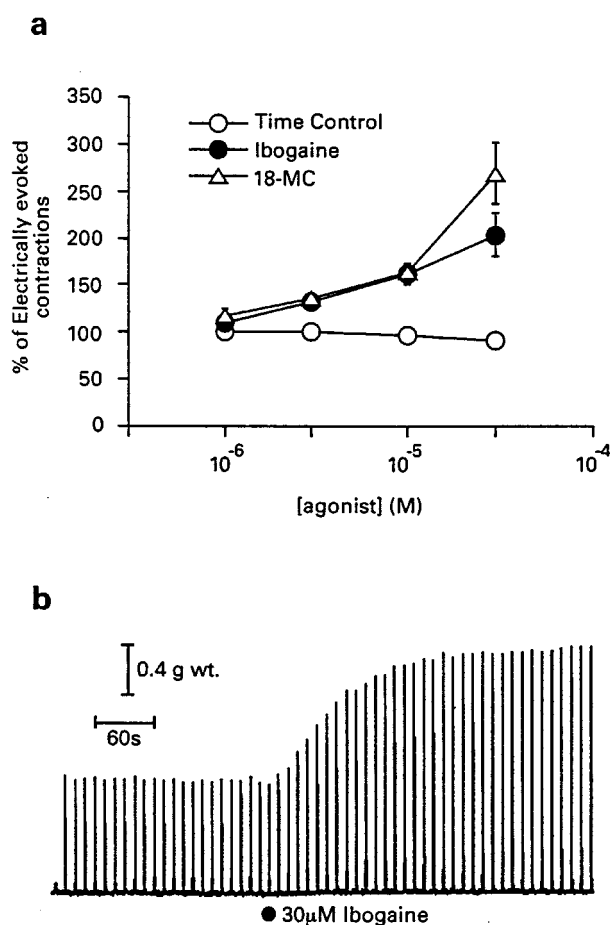 a
350
300
250
200
150
100
50
0
% of Electrically evoked
contractions
Time Control
Ibogaine
18-MC
10-6
10-5
10-4
[agonist] (M)
b
0.4 g wt.
60s
● 30µM Ibogaine